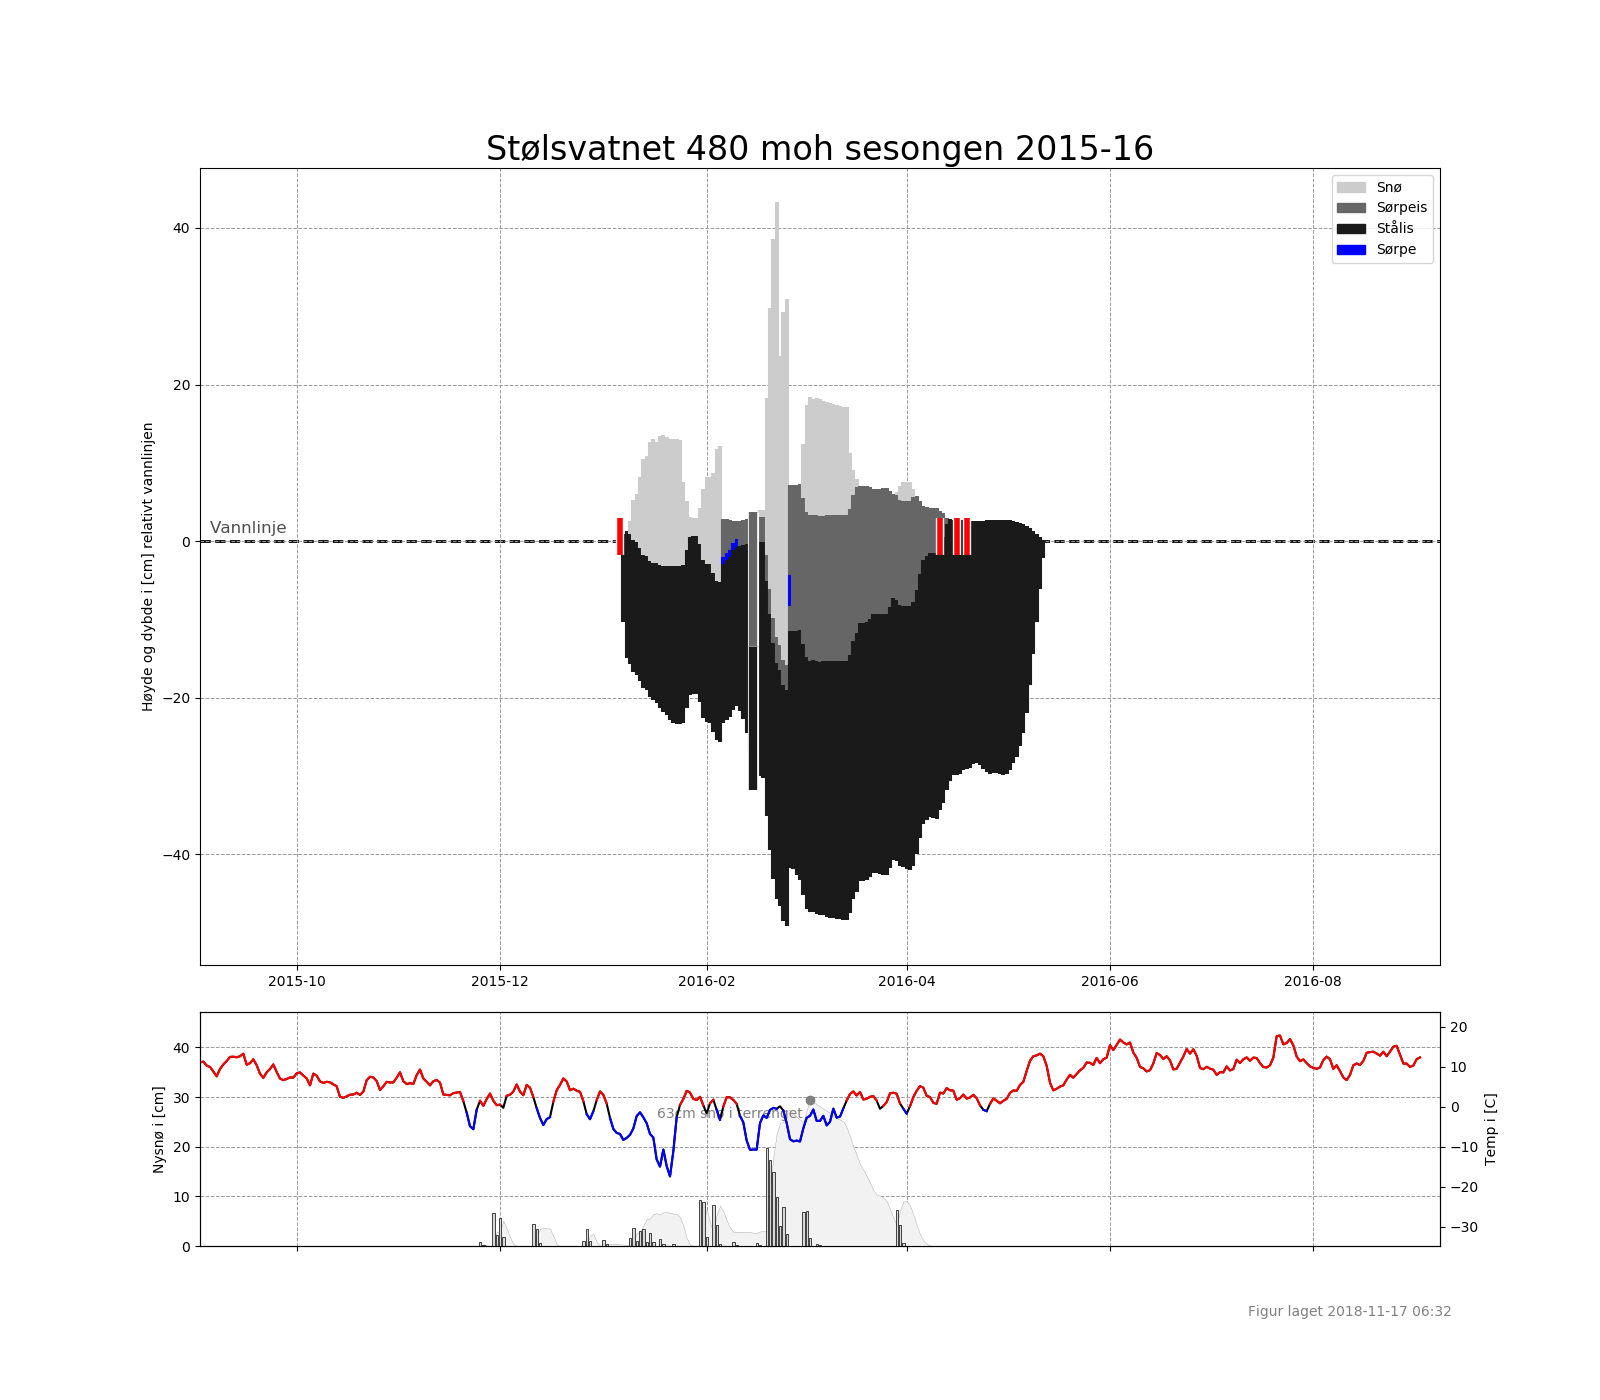 Stølsvatnet 480 moh sesongen 2015-16
Snø
Sørpeis
Stålis
Sørpe
Høyde og dybde i [cm] relativt vannlinjen
40
20
0
−20
−40
Vannlinje
2015-10
2015-12
2016-02
2016-04
2016-06
2016-08
Nysnø i [cm]
40
30
20
10
0
63cm snø i terrenget
20
10
0
−10
−20
−30
Temp i [C]
Figur laget 2018-11-17 06:32